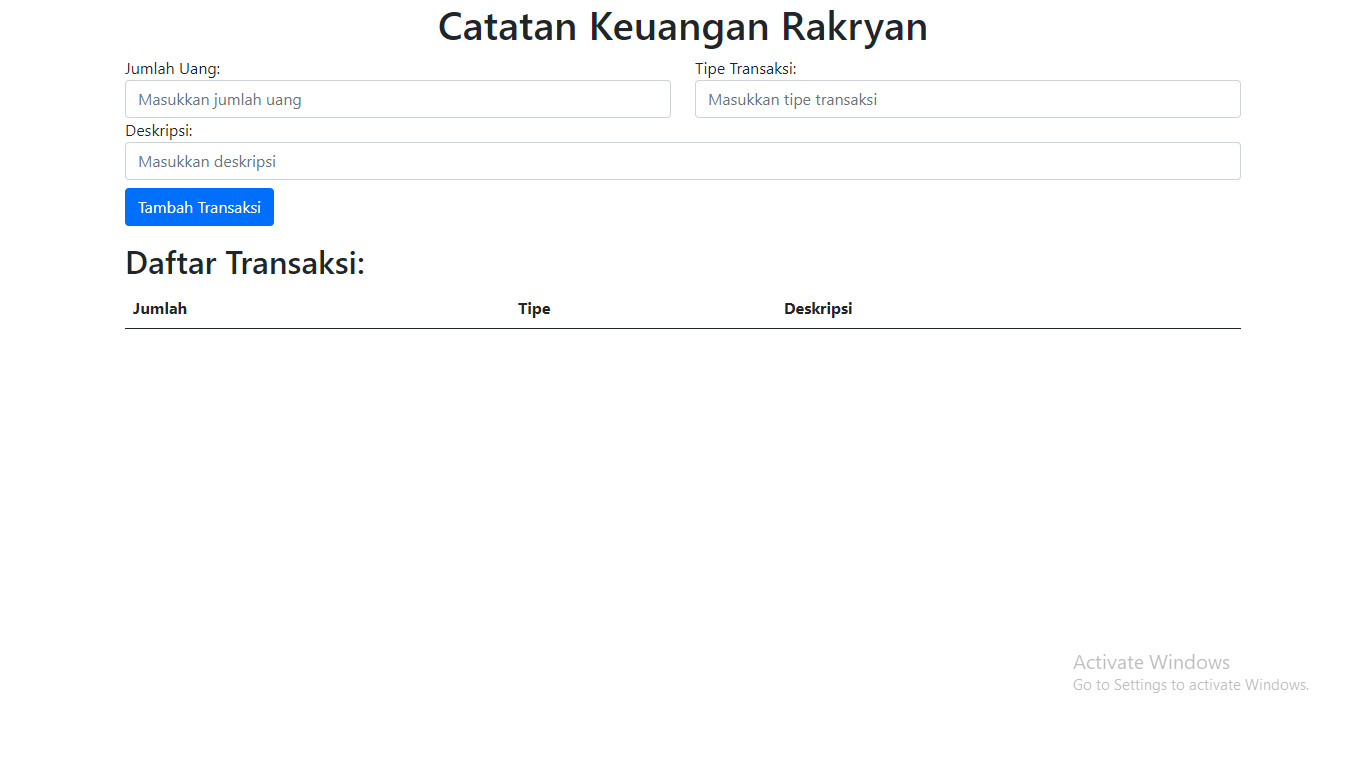 Catatan Keuangan Rakryan
Jumlah Uang: Tipe Transaksi:
Masukkan jumlah uang Masukkan tipe transaksi
Deskripsi:
Masukkan deskripsi
Tambah Transaksi
Daftar Transaksi:
Jumlah Tipe Deskripsi
Activate Windows
Go to Settings to activate Windows.